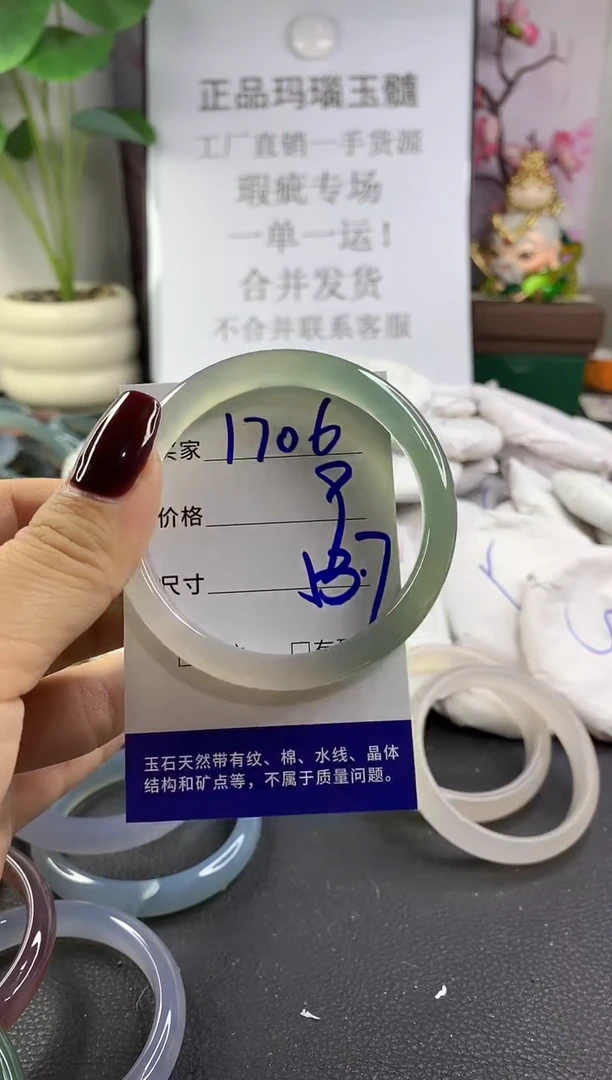 正品玛瑙玉髓
工厂直销一手货源
瑕疵专场
一单一运!
合并发货
不合并联系客服
买家 1706
价格 9
尺寸
玉石天然带有纹、棉、水线、晶体
结构和矿点等，不属于质量问题。